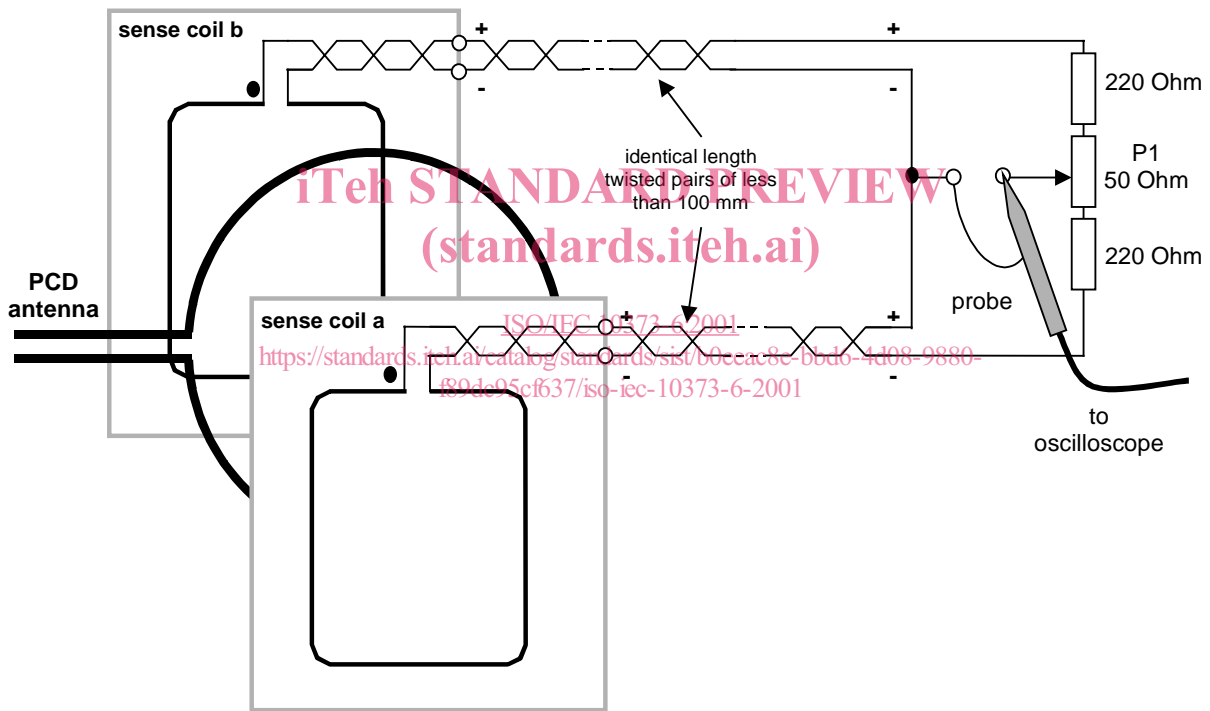 sense coil b
+
+
-
-
220 Ohm
P1
50 Ohm
220 Ohm
identical length
twisted pairs of less
than 100 mm
iTeh STANDARD PREVIEW
(standards.iteh.ai)
PCD
antenna
probe
sense coil a
+
+
-
-
ISO/IEC 10373-6:2001
https://standards.iteh.ai/catalog/standards/sist/b0eeac8e-bbd6-4d08-9880-
f89dc95cf637/iso-iec-10373-6-2001
to
oscilloscope